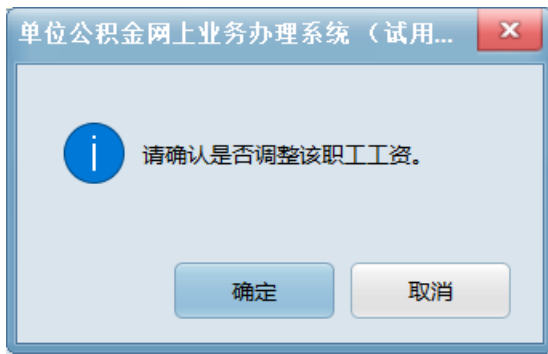 单位公积金网上业务办理系统（试用...
请确认是否调整该职工工资。
确定
取消